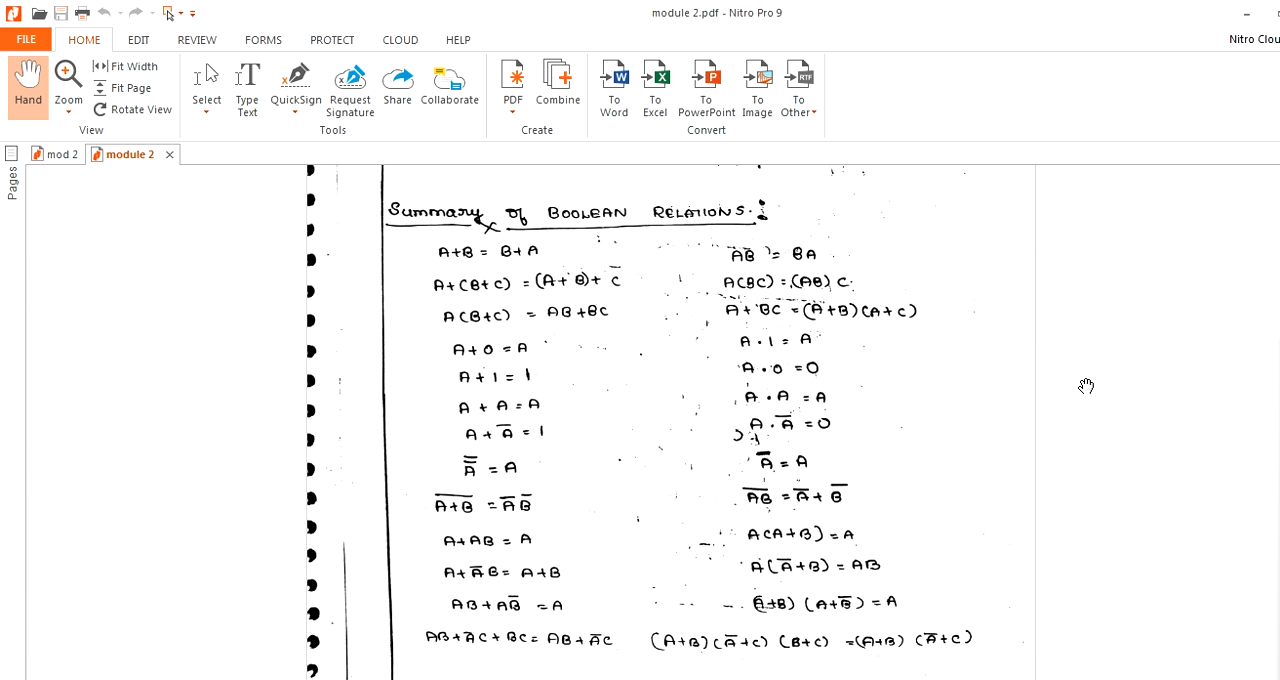 module 2.pdf - Nitro Pro 9
FILE HOME EDIT REVIEW FORMS PROTECT CLOUD HELP Nitro Clou
Hand Zoom Fit Width
Fit Page
Rotate View
View
Select Type Text QuickSign Request Signature Share Collaborate
Tools
PDF Combine
Create
To Word To Excel To PowerPoint To Image To Other
Convert
mod 2 module 2
Pages
Summary of BOOLEAN RELATIONS :
A+B = B+A A̅B̅ = BA
A+(B+C) = (A+B)+C̅ A(BC) = (AB) C
A(B+C) = AB+BC A+BC = (A+B)(A+C)
A+0 = A A·1 = A
A+1 = 1 A·0 = 0
A+A = A A·A = A
A+A̅ = 1 A·A̅ = 0
A̿ = A A̅ = A
A̅+̅B̅ = A̅ B̅ A̅B̅ = A̅ + B̅
A+AB = A A(A+B) = A
A+A̅B = A+B A(A̅+B) = AB
AB+AB̅ = A (A+B) (A+B̅) = A
AB+A̅C+BC = AB+A̅C (A+B)(A̅+C) (B+C) = (A+B) (A̅+C)